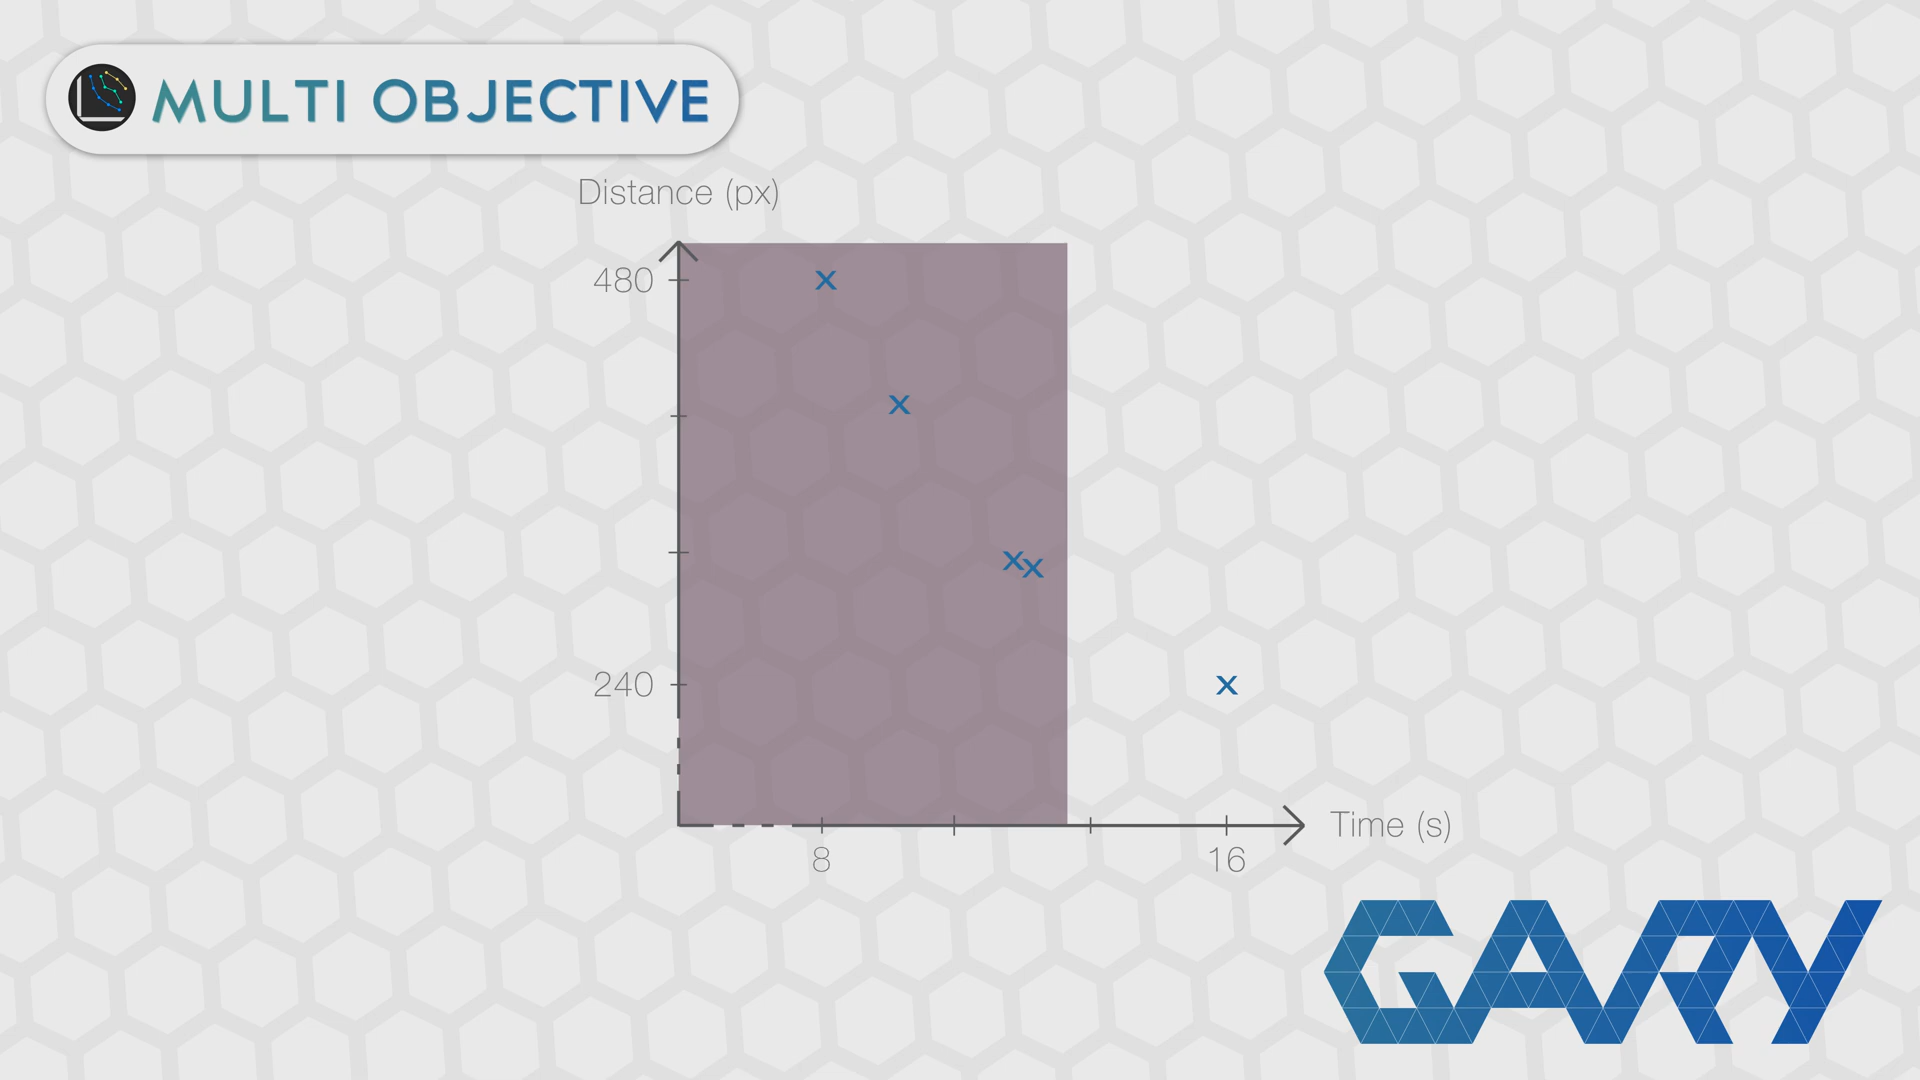 MULTI OBJECTIVE
Distance (px)
480
240
Time (s)
8
16
GARY